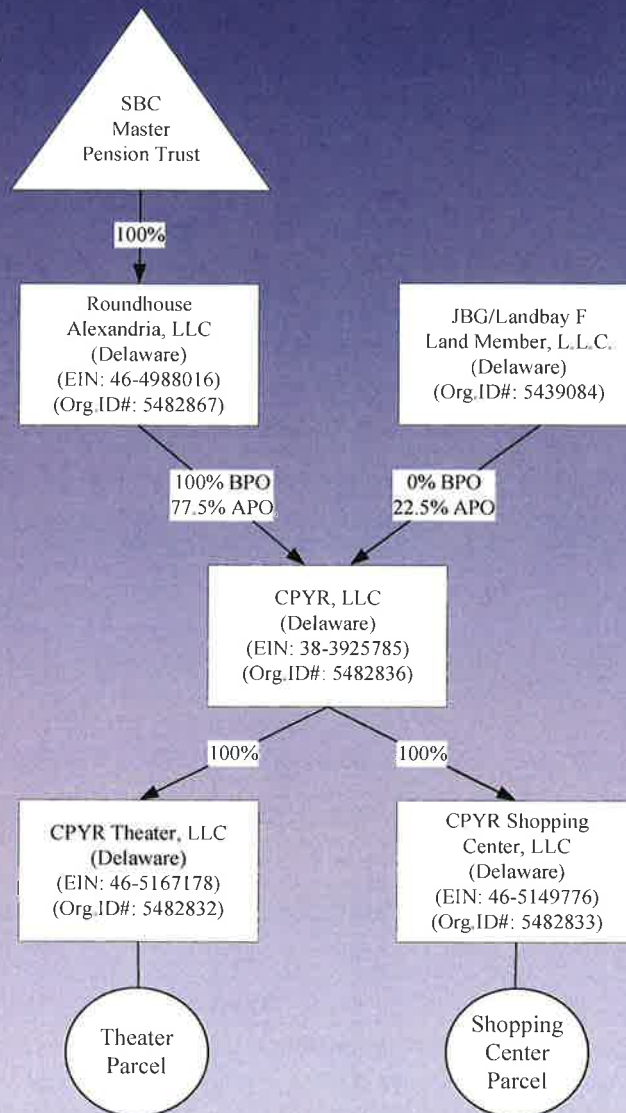 SBC
Master
Pension Trust
100%
Roundhouse
Alexandria, LLC
(Delaware)
(EIN: 46-4988016)
(Org.ID#: 5482867)
JBG/Landbay F
Land Member, L.L.C.
(Delaware)
(Org.ID#: 5439084)
100% BPO
77.5% APO
0% BPO
22.5% APO
CPYR, LLC
(Delaware)
(EIN: 38-3925785)
(Org.ID#: 5482836)
100%
100%
CPYR Theater, LLC
(Delaware)
(EIN: 46-5167178)
(Org.ID#: 5482832)
CPYR Shopping
Center, LLC
(Delaware)
(EIN: 46-5149776)
(Org.ID#: 5482833)
Theater
Parcel
Shopping
Center
Parcel